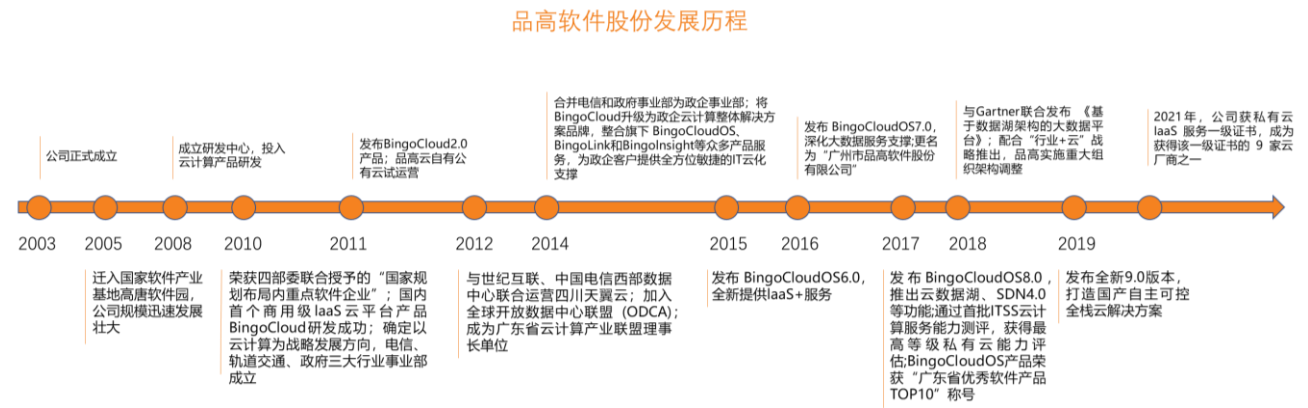 品高软件股份发展历程
公司正式成立
成立研发中心，投入
云计算产品研发
发布BingoCloud2.0
产品；品高云自有公
有云试运营
合并电信和政府事业部为政企事业部；将
BingoCloud升级为政企云计算整体解决方
案品牌，整合旗下 BingoCloudOS、
BingoLink和BingoInsight等众多产品服
务，为政企客户提供全方位敏捷的IT云化
支撑
发布 BingoCloudOS7.0，
深化大数据服务支撑;更名
为“广州市品高软件股份
有限公司”
与Gartner联合发布 《基
于数据湖架构的大数据平
台》；配合“行业+云”战
略推出，品高实施重大组
织架构调整
2021年，公司获私有云
IaaS 服务一级证书，成为
获得该一级证书的 9 家云
厂商之一
2003 2005 2008 2010 2011 2012 2014 2015 2016 2017 2018 2019
迁入国家软件产业
基地高唐软件园，
公司规模迅速发展
壮大
荣获四部委联合授予的“国家规
划布局内重点软件企业”；国内
首个商用级IaaS云平台产品
BingoCloud研发成功；确定以
云计算为战略发展方向，电信、
轨道交通、政府三大行业事业部
成立
与世纪互联、中国电信西部数据
中心联合运营四川天翼云；加入
全球开放数据中心联盟（ODCA)；
成为广东省云计算产业联盟理事
长单位
发布 BingoCloudOS6.0，
全新提供IaaS+服务
发布 BingoCloudOS8.0，
推出云数据湖、SDN4.0
等功能;通过首批ITSS云计
算服务能力测评，获得最
高等级私有云能力评
估;BingoCloudOS产品荣
获“广东省优秀软件产品
TOP10”称号
发布全新9.0版本，
打造国产自主可控
全栈云解决方案